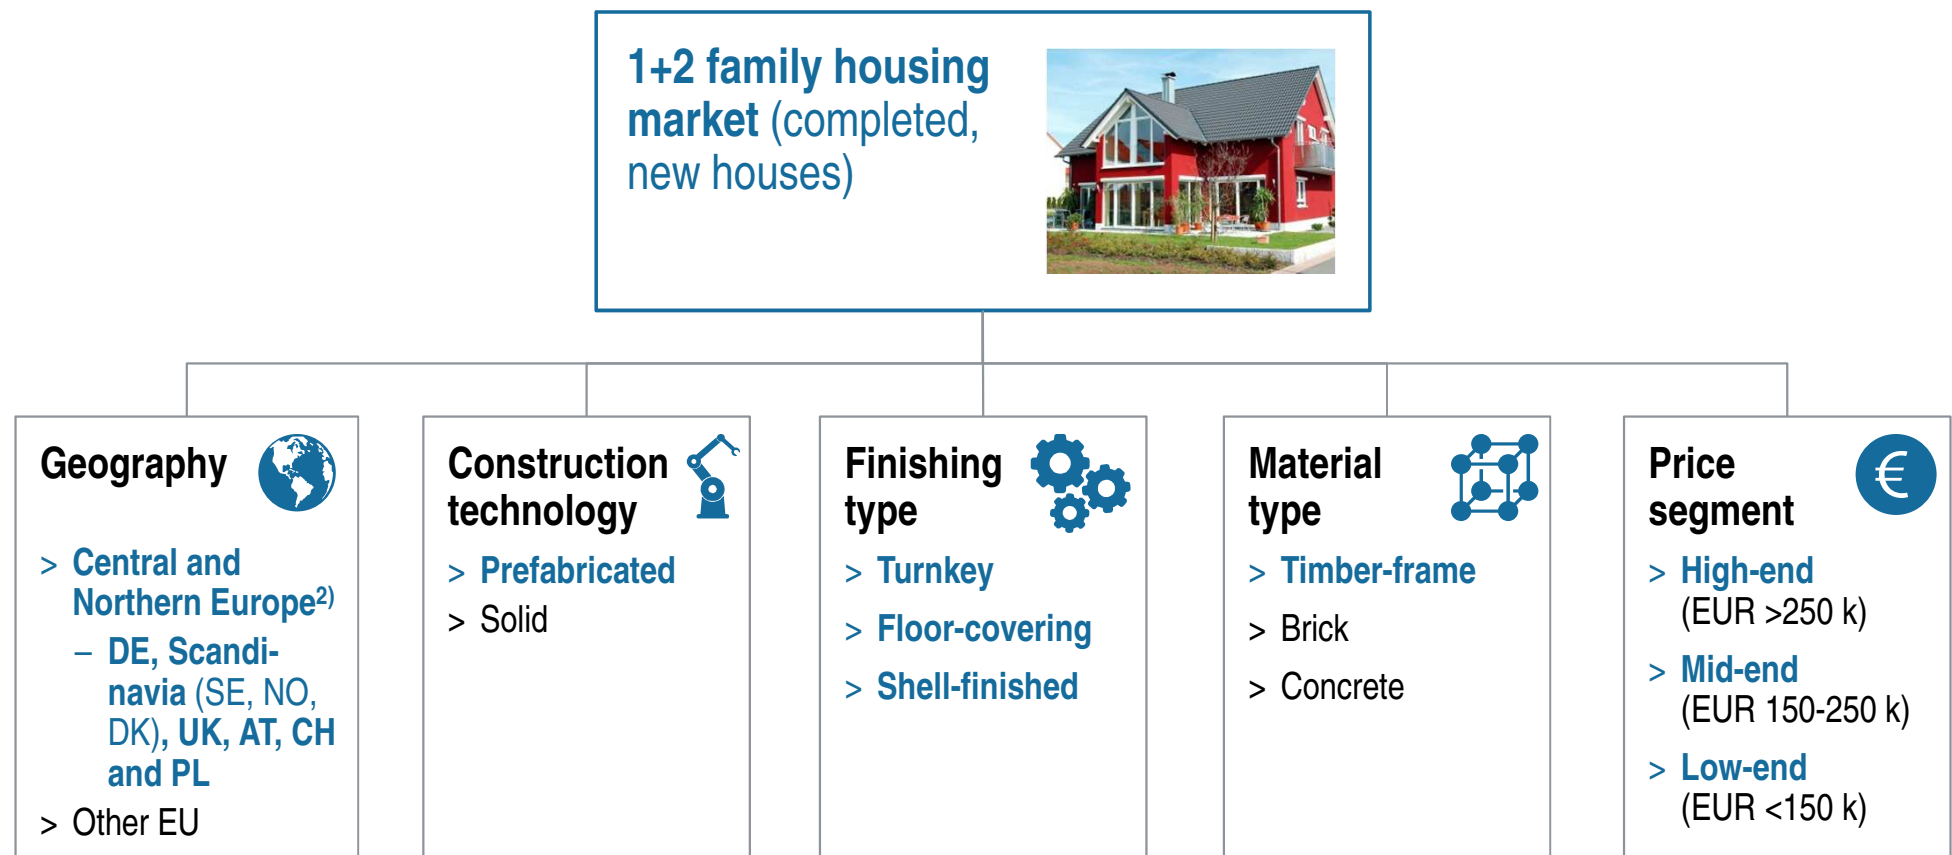 1+2 family housing
market (completed,
new houses)
Geography
> Central and
Northern Europe2)
– DE, Scandi-
navia (SE, NO,
DK), UK, AT, CH
and PL
> Other EU
Construction
technology
> Prefabricated
> Solid
Finishing
type
> Turnkey
> Floor-covering
> Shell-finished
Material
type
> Timber-frame
> Brick
> Concrete
Price
segment
€
> High-end
(EUR >250 k)
> Mid-end
(EUR 150-250 k)
> Low-end
(EUR <150 k)